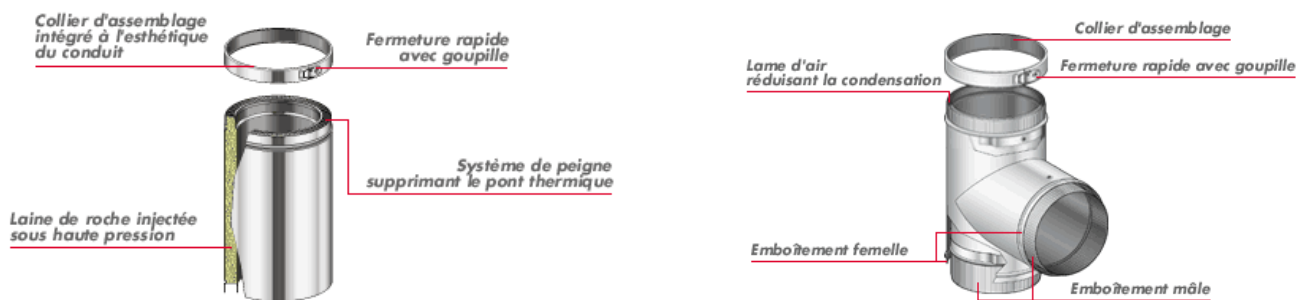 Collier d'assemblage
intégré à l'esthétique
du conduit
Fermeture rapide
avec goupille
Système de peigne
supprimant le pont thermique
Laine de roche injectée
sous haute pression
Collier d'assemblage
Lame d'air
réduisant la condensation
Fermeture rapide avec goupille
Emboîtement femelle
Emboîtement mâle